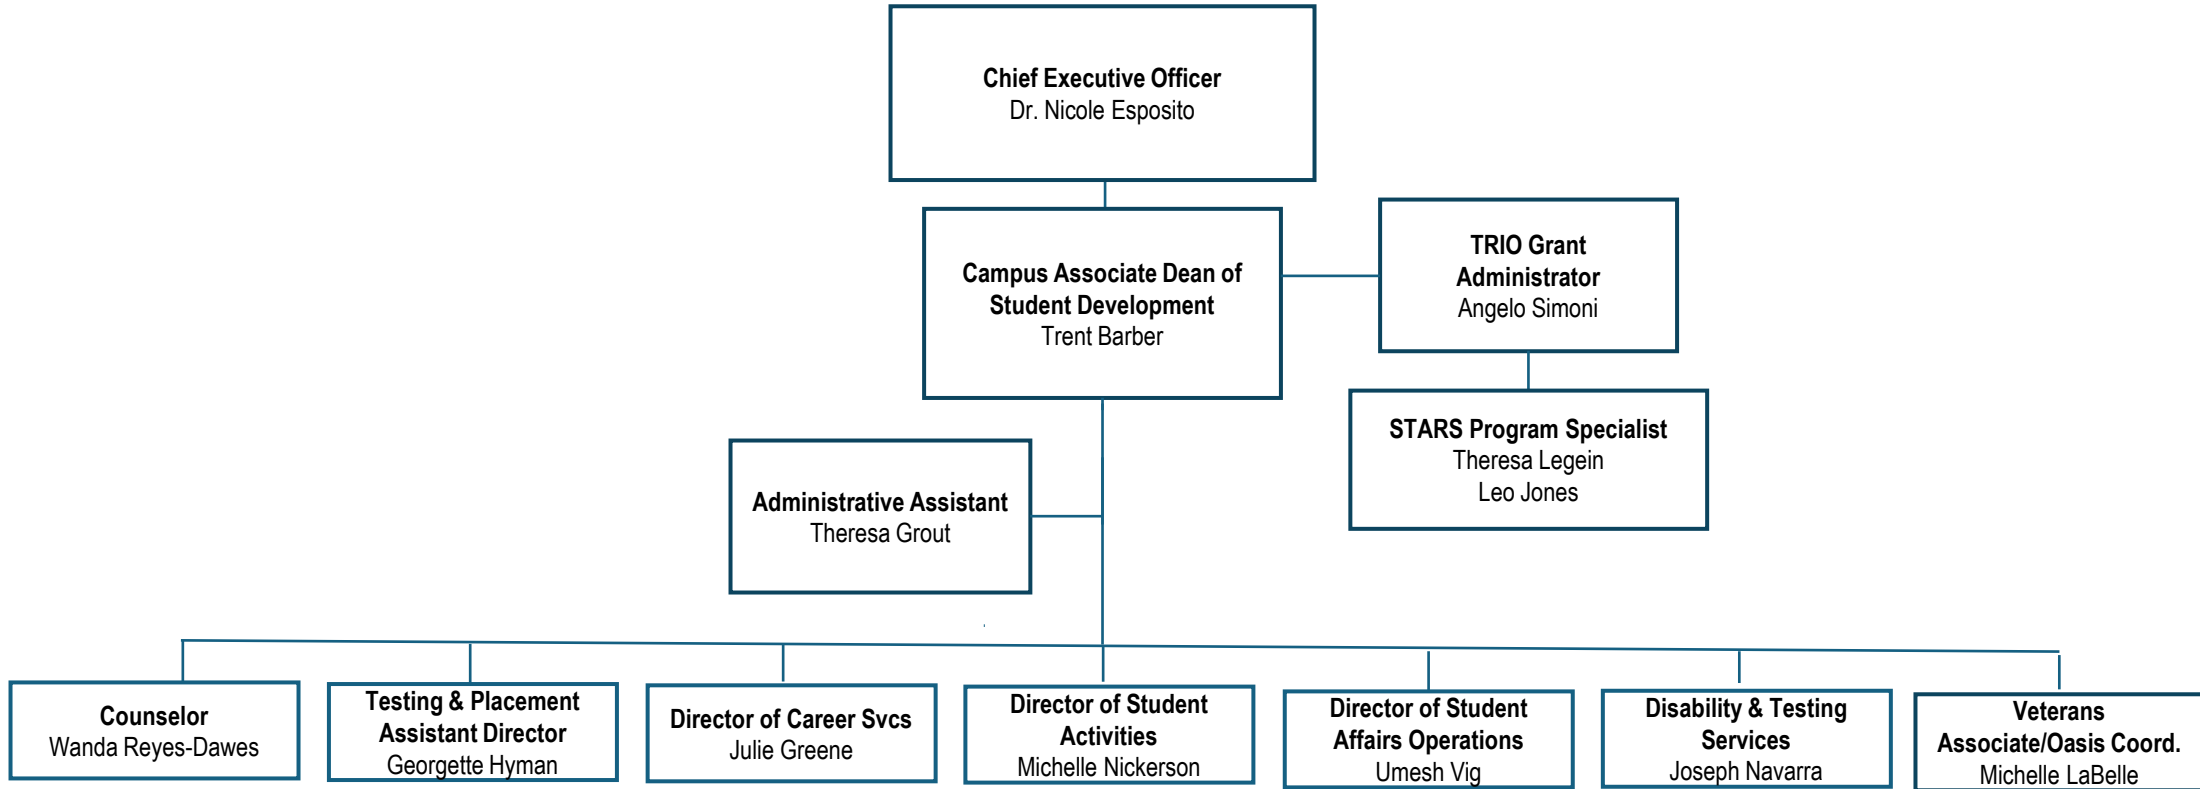 Chief Executive Officer
Dr. Nicole Esposito
Campus Associate Dean of
Student Development
Trent Barber
TRIO Grant
Administrator
Angelo Simoni
STARS Program Specialist
Theresa Legein
Leo Jones
Administrative Assistant
Theresa Grout
Counselor
Wanda Reyes-Dawes
Testing & Placement
Assistant Director
Georgette Hyman
Director of Career Svcs
Julie Greene
Director of Student
Activities
Michelle Nickerson
Director of Student
Affairs Operations
Umesh Vig
Disability & Testing
Services
Joseph Navarra
Veterans
Associate/Oasis Coord.
Michelle LaBelle